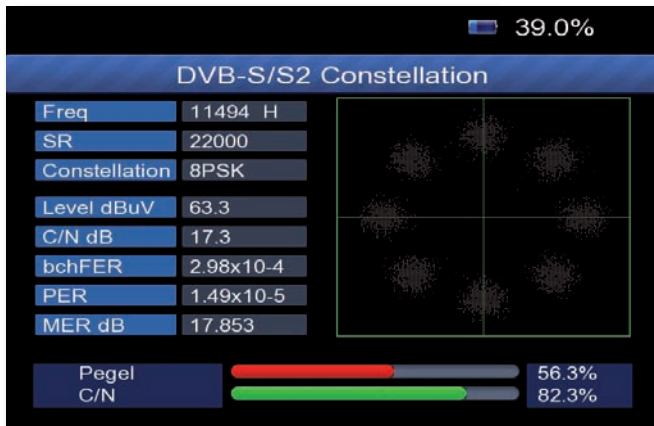 39.0%
DVB-S/S2 Constellation
Freq 11494 H
SR 22000
Constellation 8PSK
Level dBuV 63.3
C/N dB 17.3
bchFER 2.98x10-4
PER 1.49x10-5
MER dB 17.853
Pegel 56.3%
C/N 82.3%